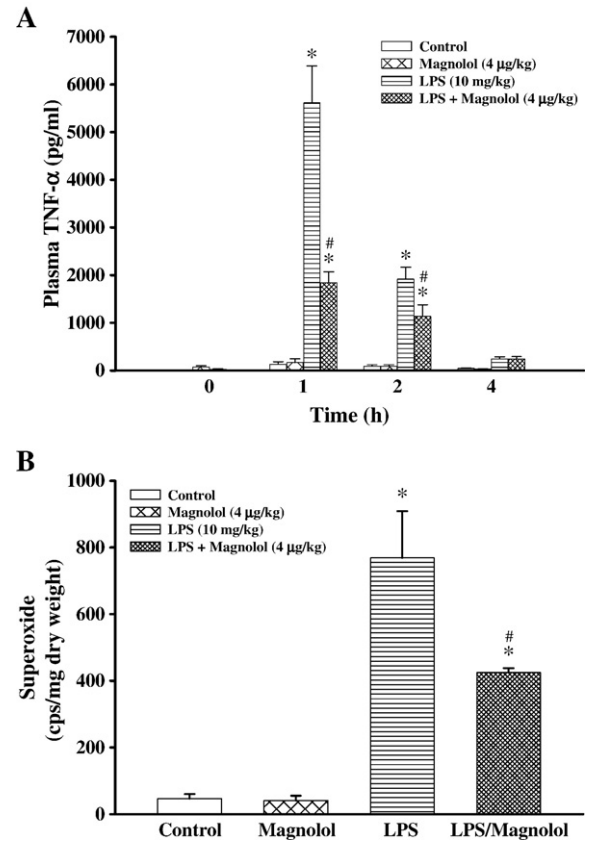 A
Control
Magnolol (4 μg/kg)
LPS (10 mg/kg)
LPS + Magnolol (4 μg/kg)
Plasma TNF-α (pg/ml)
7000
6000
5000
4000
3000
2000
1000
0
*
#
*
*
#
*
0 1 2 4
Time (h)
B
Control
Magnolol (4 μg/kg)
LPS (10 mg/kg)
LPS + Magnolol (4 μg/kg)
Superoxide
(cps/mg dry weight)
1000
800
600
400
200
0
*
#
*
Control Magnolol LPS LPS/Magnolol